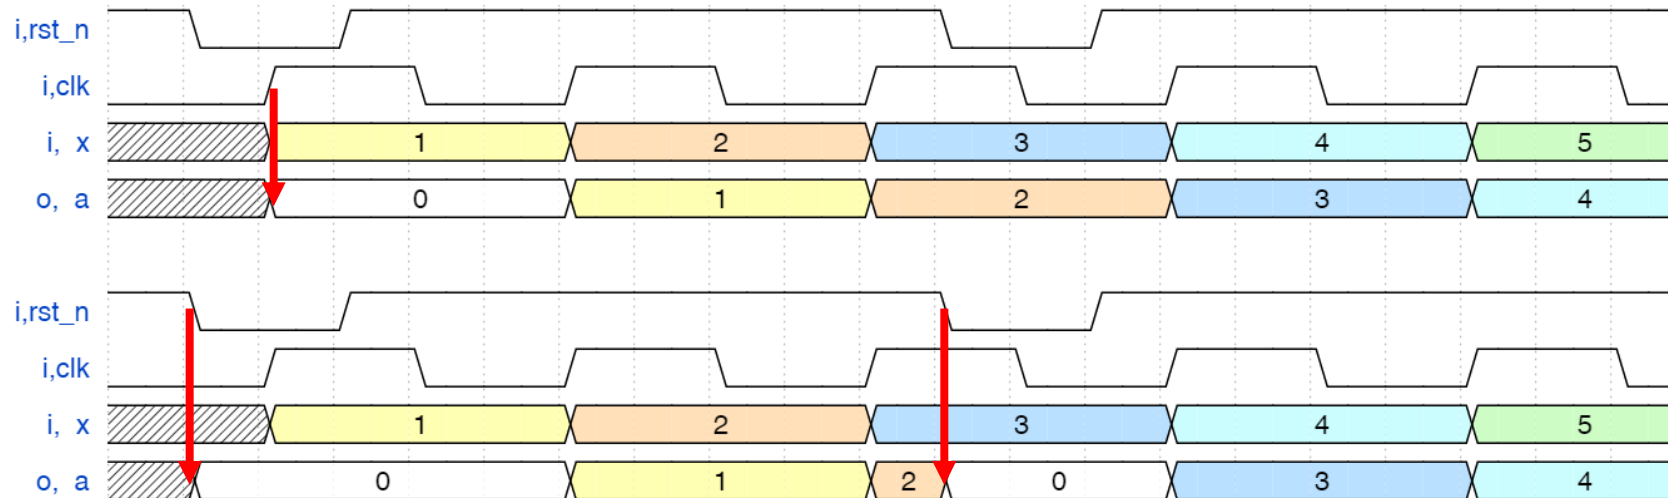 i,rst_n
i,clk
i, x 1 2 3 4 5
o, a 0 1 2 3 4
i,rst_n
i,clk
i, x 1 2 3 4 5
o, a 0 1 2 0 3 4